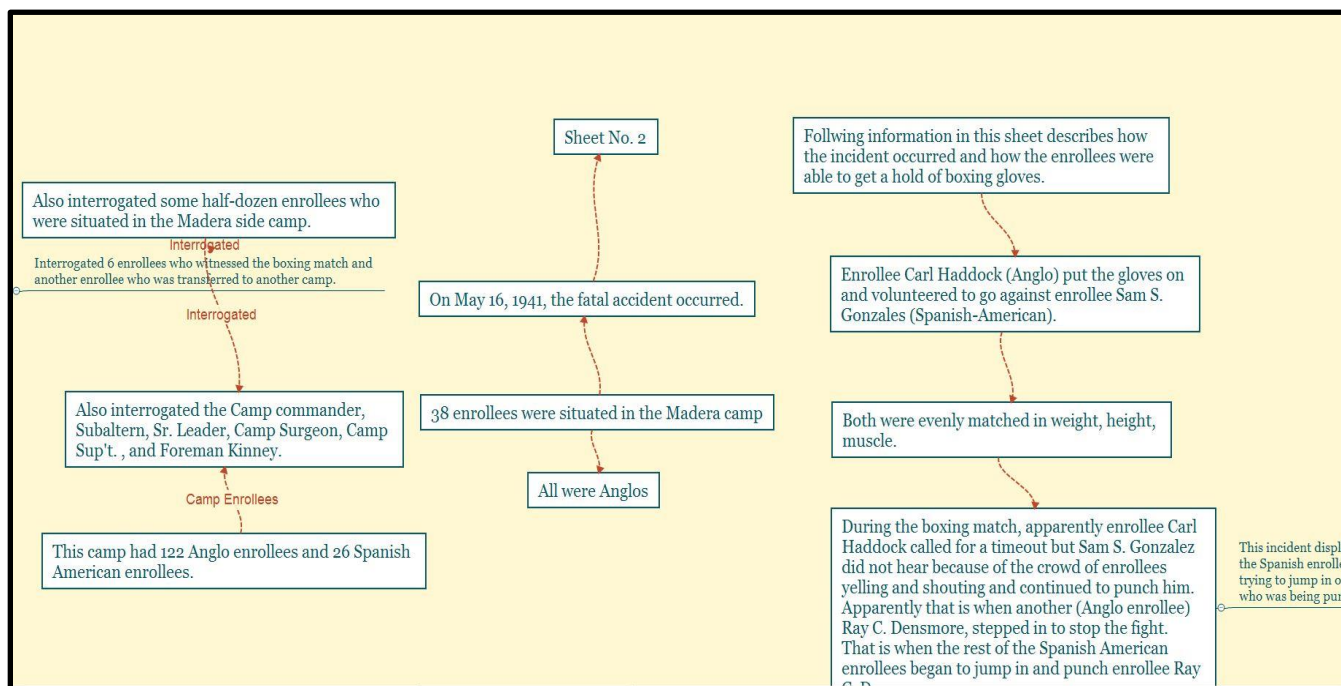 Also interrogated some half-dozen enrollees who
were situated in the Madera side camp.
Interrogated
Interrogated 6 enrollees who witnessed the boxing match and
another enrollee who was transferred to another camp.
Interrogated
Also interrogated the Camp commander,
Subaltern, Sr. Leader, Camp Surgeon, Camp
Sup't. , and Foreman Kinney.
Camp Enrollees
This camp had 122 Anglo enrollees and 26 Spanish
American enrollees.
Sheet No. 2
On May 16, 1941, the fatal accident occurred.
38 enrollees were situated in the Madera camp
All were Anglos
Follwing information in this sheet describes how
the incident occurred and how the enrollees were
able to get a hold of boxing gloves.
Enrollee Carl Haddock (Anglo) put the gloves on
and volunteered to go against enrollee Sam S.
Gonzales (Spanish-American).
Both were evenly matched in weight, height,
muscle.
During the boxing match, apparently enrollee Carl
Haddock called for a timeout but Sam S. Gonzalez
did not hear because of the crowd of enrollees
yelling and shouting and continued to punch him.
Apparently that is when another (Anglo enrollee)
Ray C. Densmore, stepped in to stop the fight.
That is when the rest of the Spanish American
enrollees began to jump in and punch enrollee Ray
This incident
the Spanish
trying to jump in
who was being